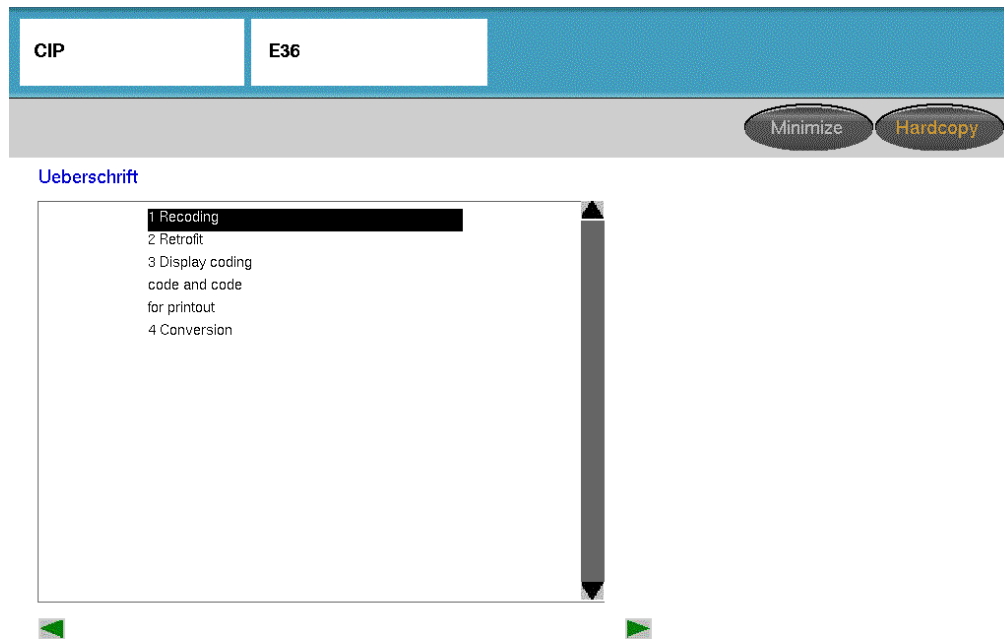 CIP
E36
Minimize
Hardcopy
Ueberschrift
1 Recoding
2 Retrofit
3 Display coding
code and code
for printout
4 Conversion